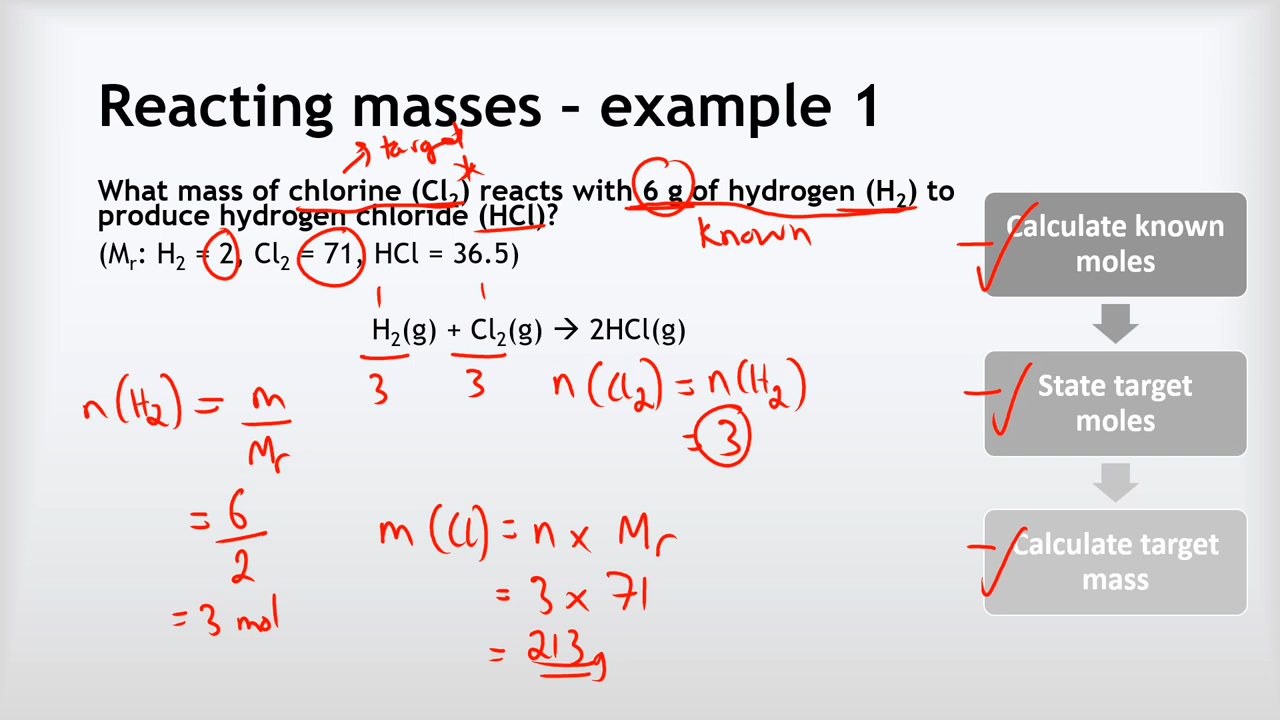 Reacting masses – example 1
target
*
What mass of chlorine (Cl₂) reacts with 6 g of hydrogen (H₂) to
produce hydrogen chloride (HCl)?
known
(Mᵣ: H₂ = 2, Cl₂ = 71, HCl = 36.5)
1 1
H₂(g) + Cl₂(g) → 2HCl(g)
3 3
n(H₂) = m/Mᵣ
= 6/2
= 3 mol
n(Cl₂) = n(H₂)
= 3
m(Cl) = n × Mᵣ
= 3 × 71
= 213g
Calculate known
moles
State target
moles
Calculate target
mass